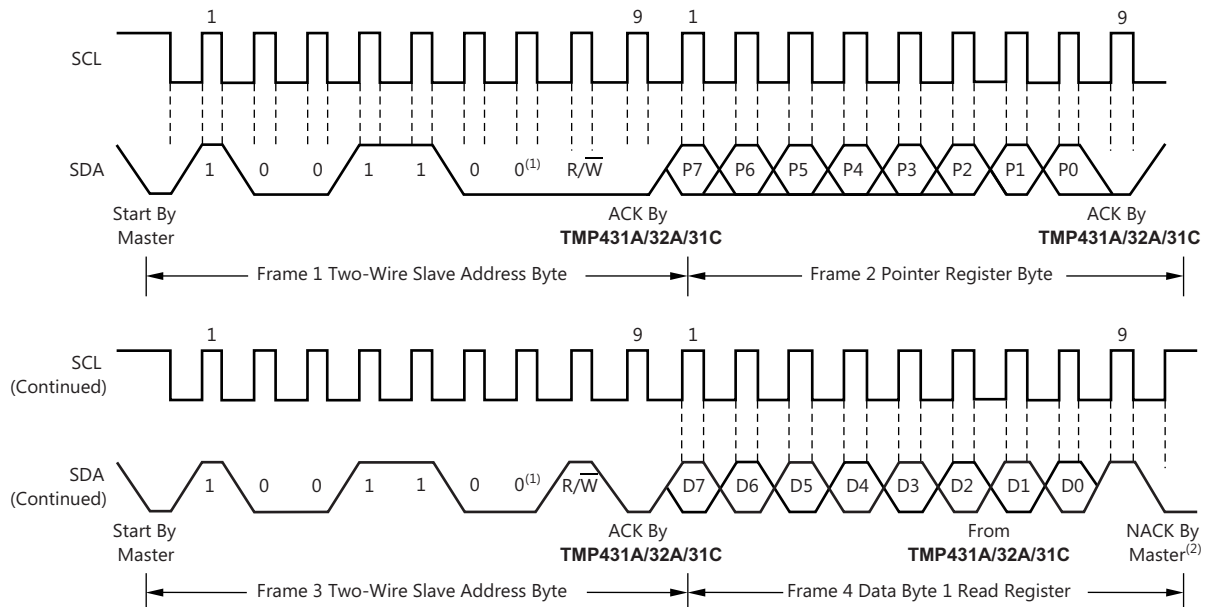 1 9 1 9
SCL
SDA
1 0 0 1 1 0 0(1) R/W P7 P6 P5 P4 P3 P2 P1 P0
Start By
Master
ACK By
TMP431A/32A/31C
ACK By
TMP431A/32A/31C
Frame 1 Two-Wire Slave Address Byte
Frame 2 Pointer Register Byte
1 9 1 9
SCL
(Continued)
SDA
(Continued)
1 0 0 1 1 0 0(1) R/W D7 D6 D5 D4 D3 D2 D1 D0
Start By
Master
ACK By
TMP431A/32A/31C
From
TMP431A/32A/31C
NACK By
Master(2)
Frame 3 Two-Wire Slave Address Byte
Frame 4 Data Byte 1 Read Register